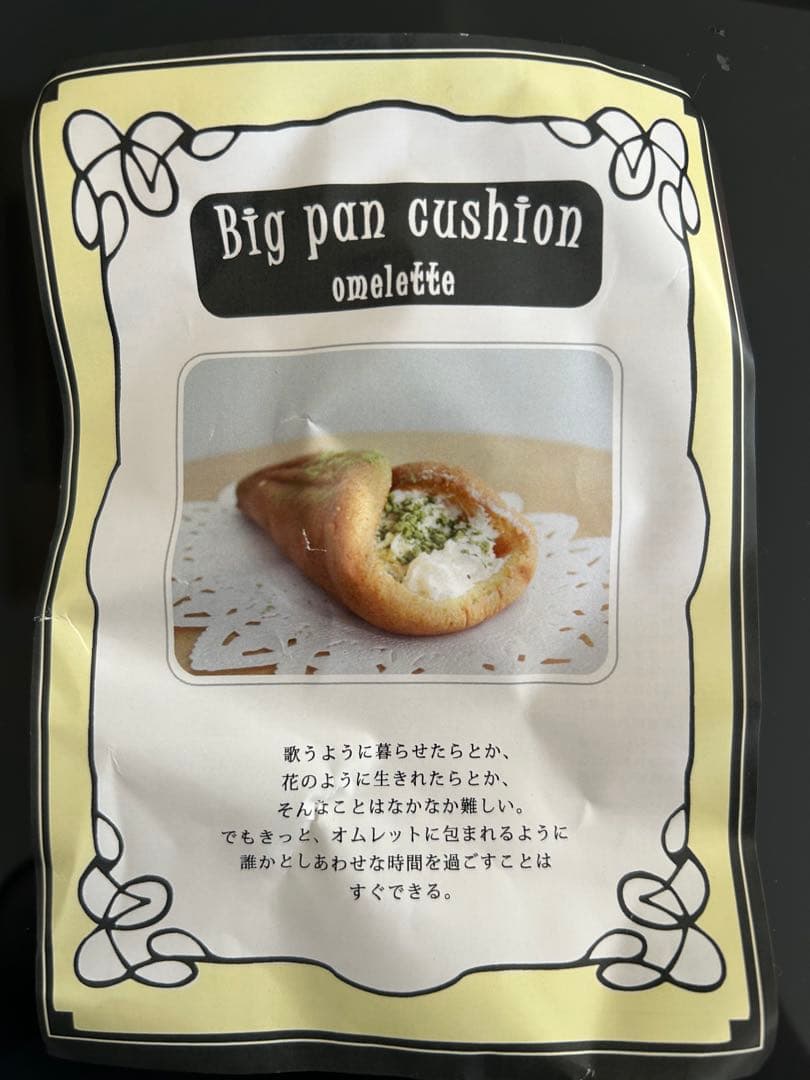 Big pan cushion
omelette
歌うように暮らせたらとか、
花のように生きれたらとか、
そんなことはなかなか難しい。
でもきっと、オムレットに包まれるように
誰かとしあわせな時間を過ごすことは
すぐできる。